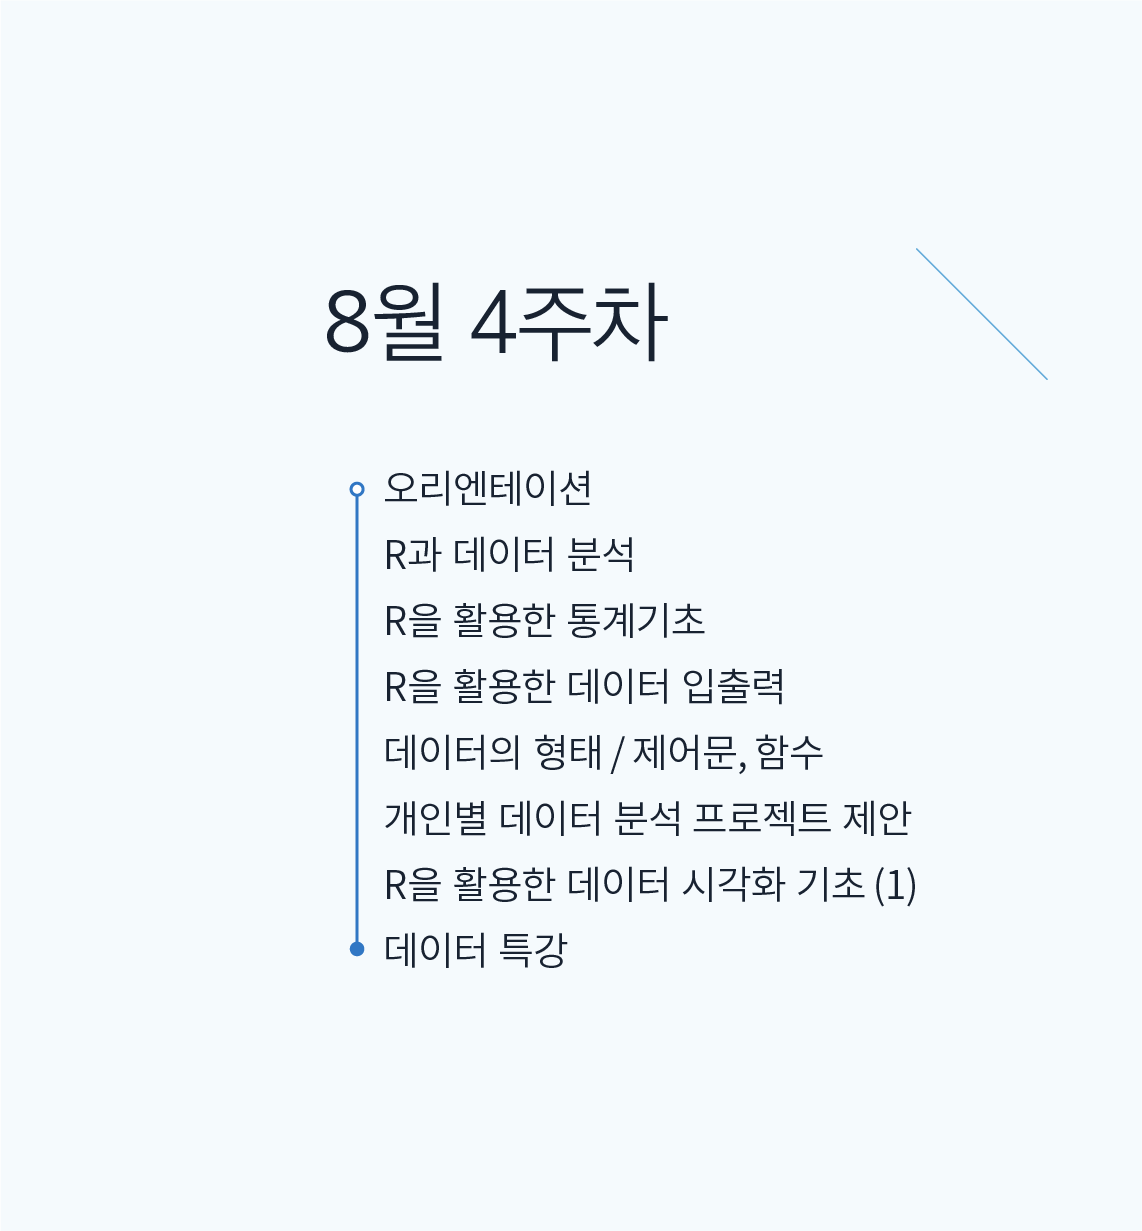 8월 4주차
오리엔테이션
R과 데이터 분석
R을 활용한 통계기초
R을 활용한 데이터 입출력
데이터의 형태 / 제어문, 함수
개인별 데이터 분석 프로젝트 제안
R을 활용한 데이터 시각화 기초 (1)
데이터 특강